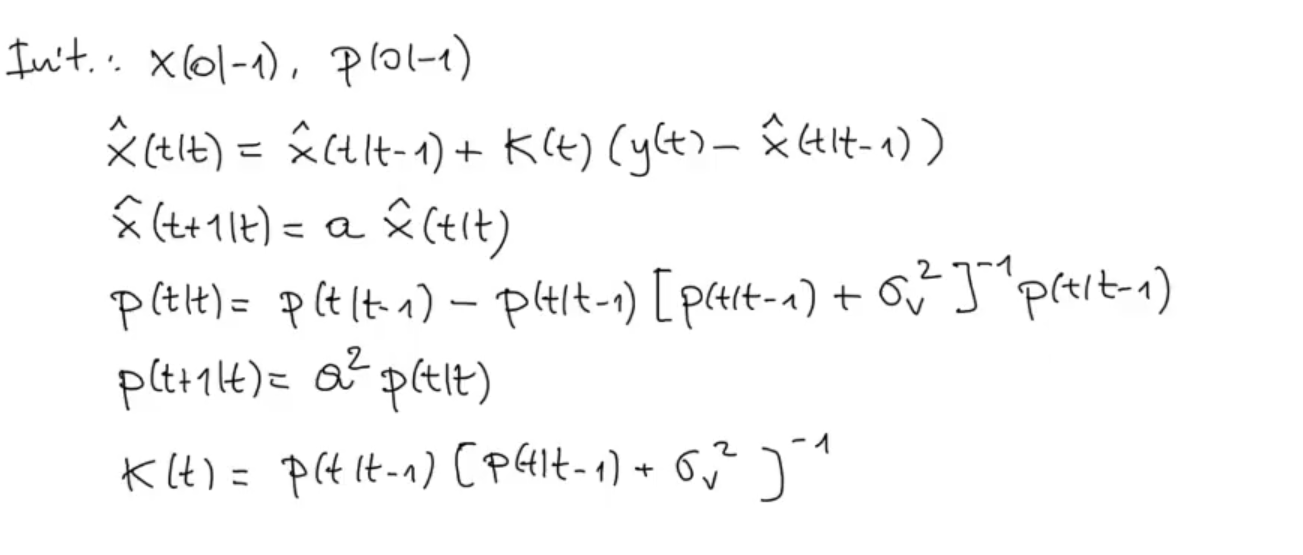 Init.: x(0|-1), p(0|-1)
x̂(t|t) = x̂(t|t-1) + K(t) (y(t) - x̂(t|t-1))
x̂(t+1|t) = a x̂(t|t)
p(t|t) = p(t|t-1) - p(t|t-1) [p(t|t-1) + σᵥ²]⁻¹ p(t|t-1)
p(t+1|t) = a² p(t|t)
K(t) = p(t|t-1) [p(t|t-1) + σᵥ²]⁻¹